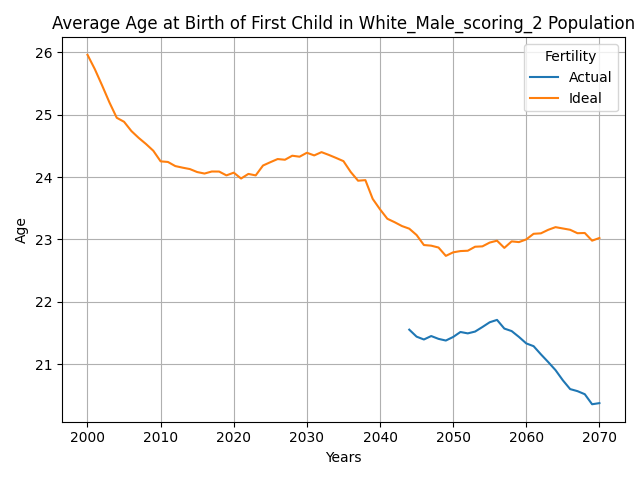 Average Age at Birth of First Child in White_Male_scoring_2 Population
Fertility
Actual
Ideal
26
25
24
23
22
21
Age
2000 2010 2020 2030 2040 2050 2060 2070
Years